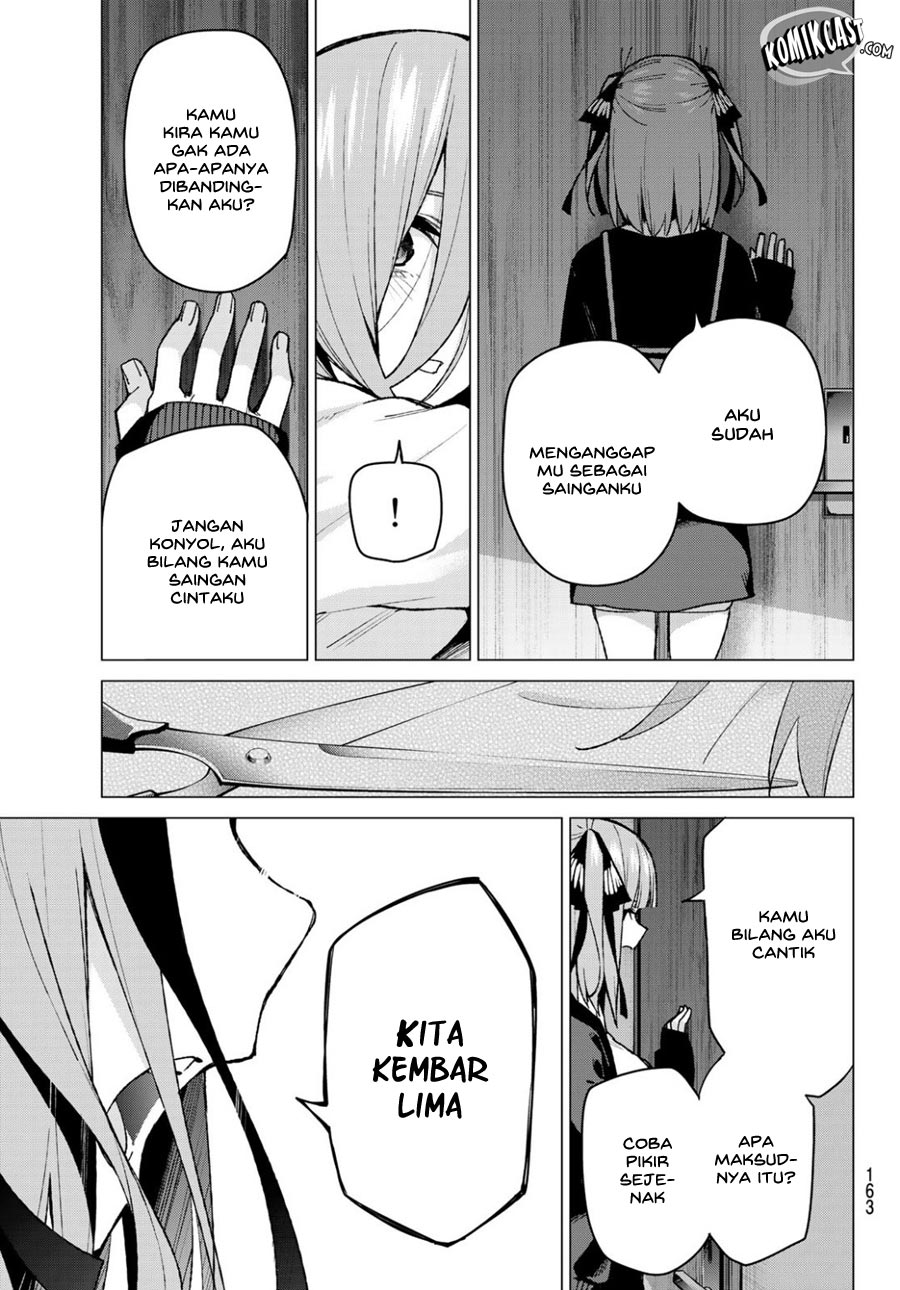 KOMIKCAST
.COM
AKU
SUDAH
MENGANGGAP
MU SEBAGAI
SAINGANKU
!
KAMU
KIRA KAMU
GAK ADA
APA-APANYA
DIBANDING-
KAN AKU?
JANGAN
KONYOL, AKU
BILANG KAMU
SAINGAN
CINTAKU
KAMU
BILANG AKU
CANTIK
APA
MAKSUD-
NYA ITU?
COBA
PIKIR
SEJE-
NAK
KITA
KEMBAR
LIMA
163